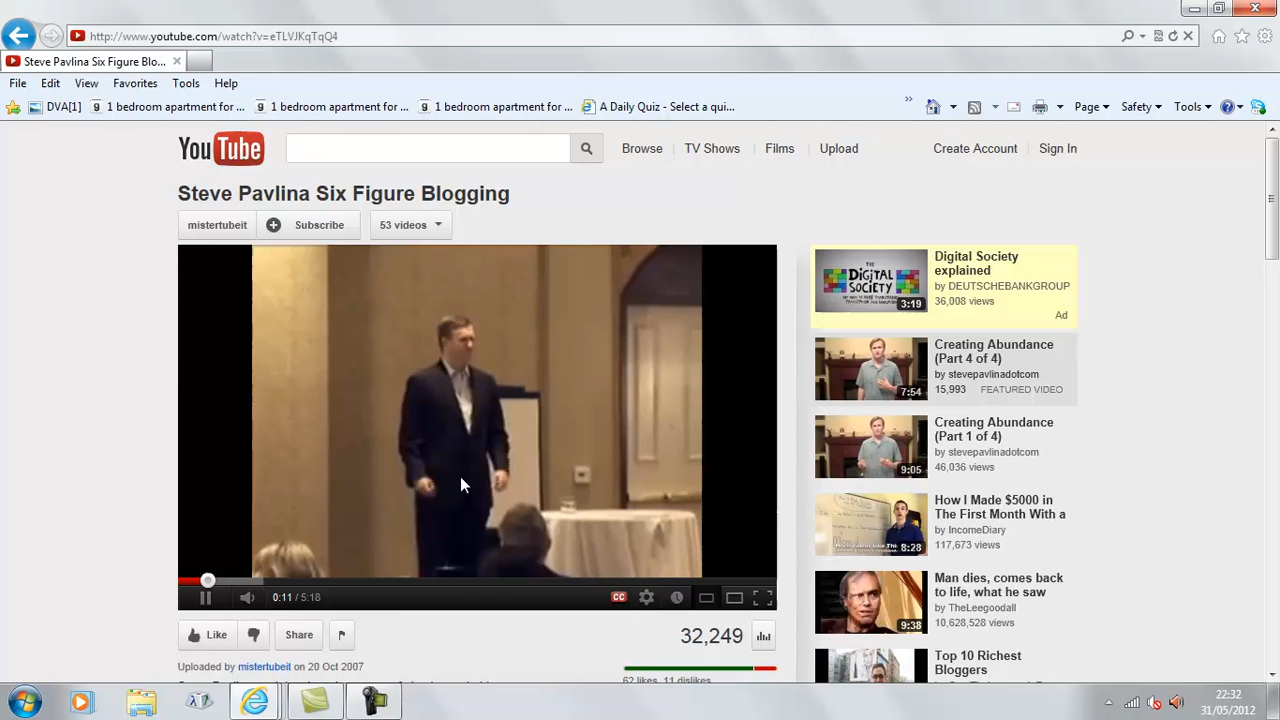 http://www.youtube.com/watch?v=eTLVJKqTqQ4
Steve Pavlina Six Figure Blo...
File Edit View Favorites Tools Help
DVA[1] 1 bedroom apartment for ... 1 bedroom apartment for ... 1 bedroom apartment for ... A Daily Quiz - Select a qui... » Page Safety Tools
YouTube Browse TV Shows Films Upload Create Account Sign In
Steve Pavlina Six Figure Blogging
mistertubeit Subscribe 53 videos
0:11 / 5:18 CC
Like Share 32,249
Uploaded by mistertubeit on 20 Oct 2007
62 likes, 11 dislikes
THE DIGITAL SOCIETY
3:19
Digital Society
explained
by DEUTSCHEBANKGROUP
36,008 views
Ad
7:54
Creating Abundance
(Part 4 of 4)
by stevepavlinadotcom
15,993 FEATURED VIDEO
9:05
Creating Abundance
(Part 1 of 4)
by stevepavlinadotcom
46,036 views
8:28
How I Made $5000 in
The First Month With a
by IncomeDiary
117,673 views
9:38
Man dies, comes back
to life, what he saw
by TheLeegoodall
10,628,528 views
Top 10 Richest
Bloggers
22:32
31/05/2012